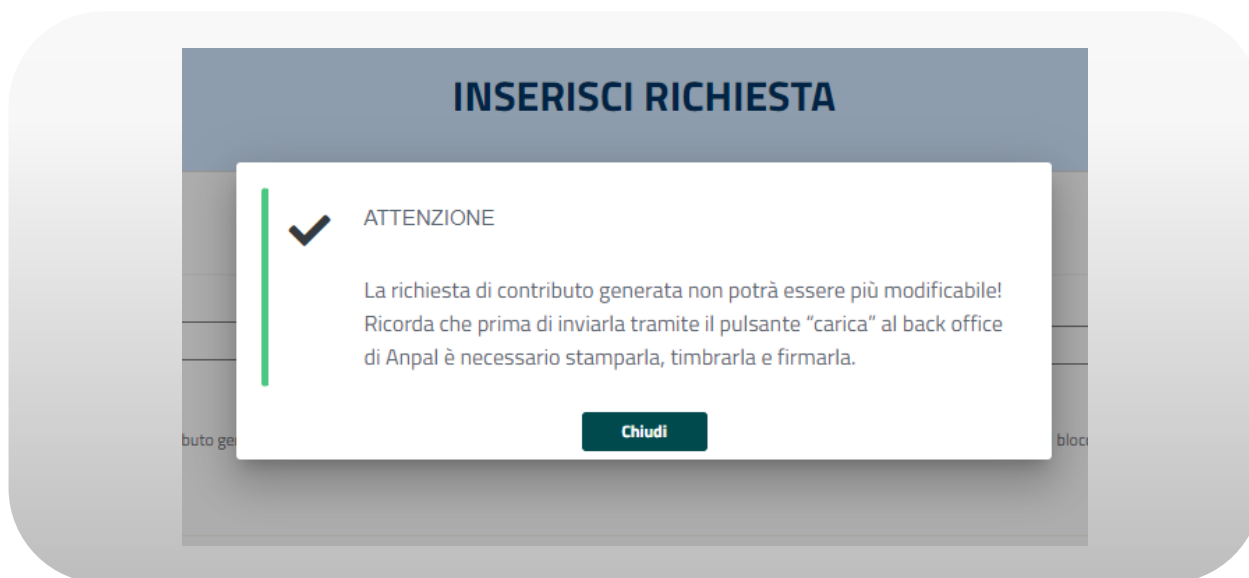 INSERISCI RICHIESTA
ATTENZIONE
La richiesta di contributo generata non potrà essere più modificabile!
Ricorda che prima di inviarla tramite il pulsante “carica” al back office
di Anpal è necessario stamparla, timbrarla e firmarla.
Chiudi